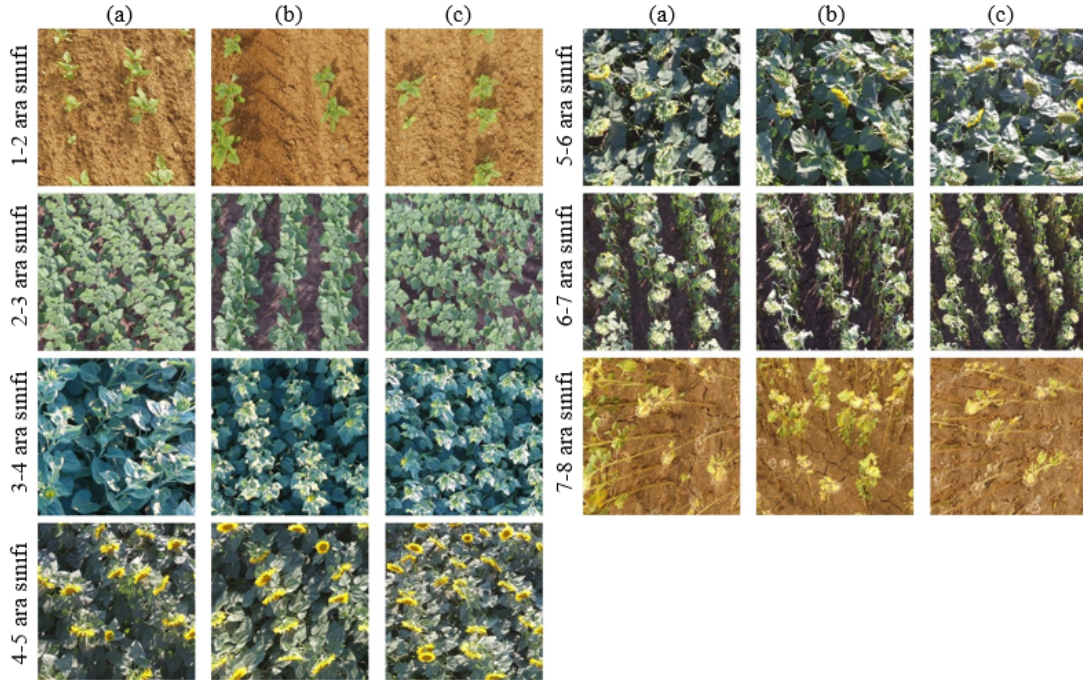 (a) (b) (c)
1-2 ara sınıfı
2-3 ara sınıfı
3-4 ara sınıfı
4-5 ara sınıfı
(a) (b) (c)
5-6 ara sınıfı
6-7 ara sınıfı
7-8 ara sınıfı